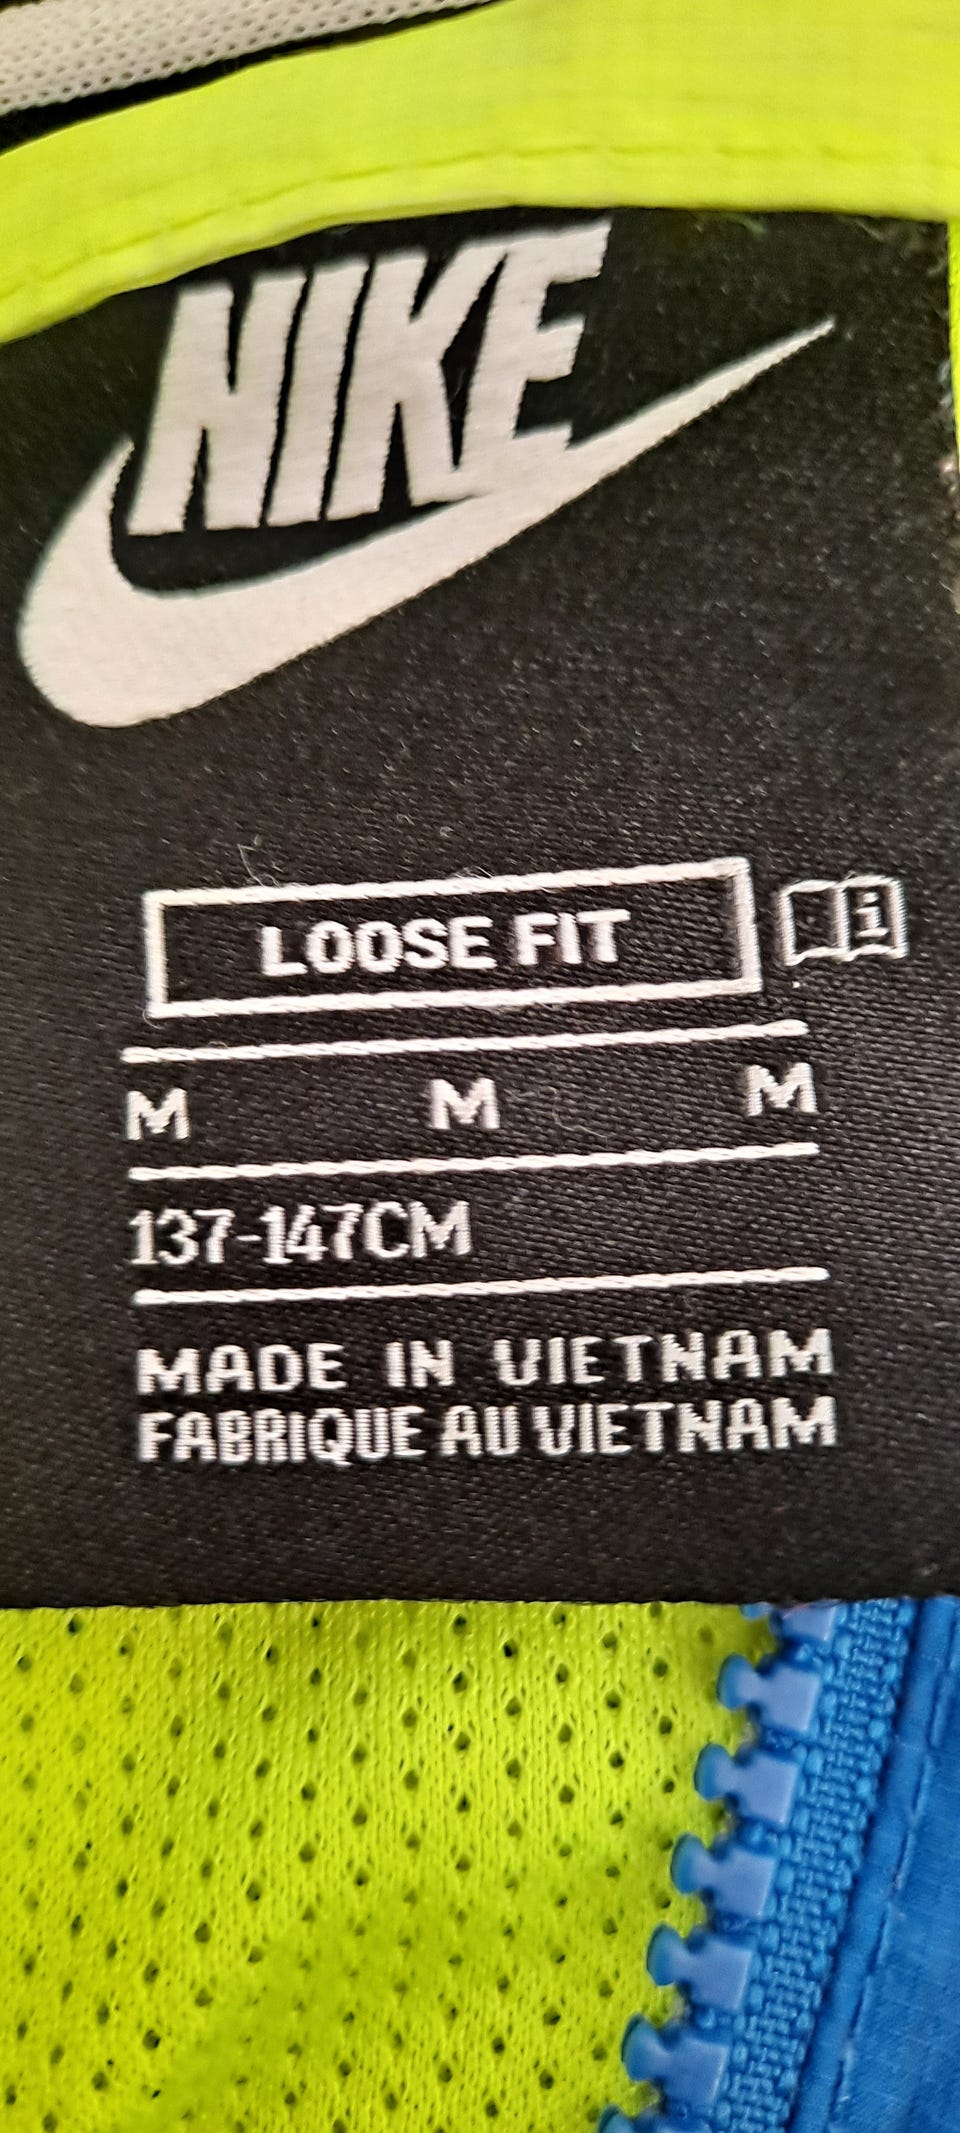 NIKE
LOOSE FIT i
M M M
137-147CM
MADE IN VIETNAM
FABRIQUE AU VIETNAM